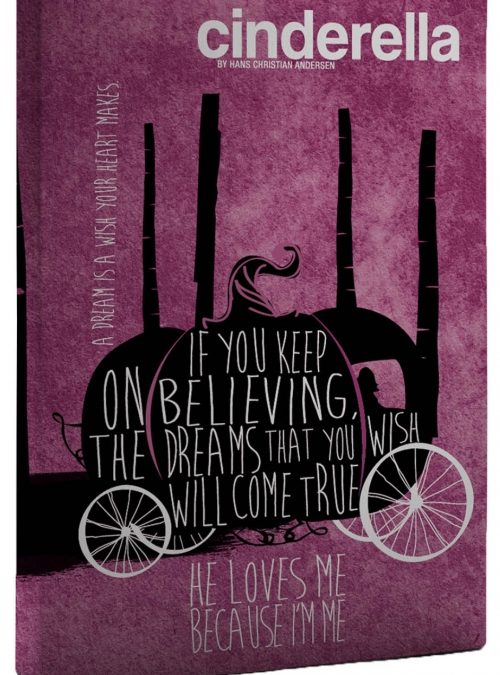 cinderella
BY HANS CHRISTIAN ANDERSEN
A DREAM IS A WISH YOUR HEART MAKES.
IF YOU KEEP
ON BELIEVING,
THE DREAMS THAT YOU WISH
WILL COME TRUE
HE LOVES ME
BECAUSE I'M ME